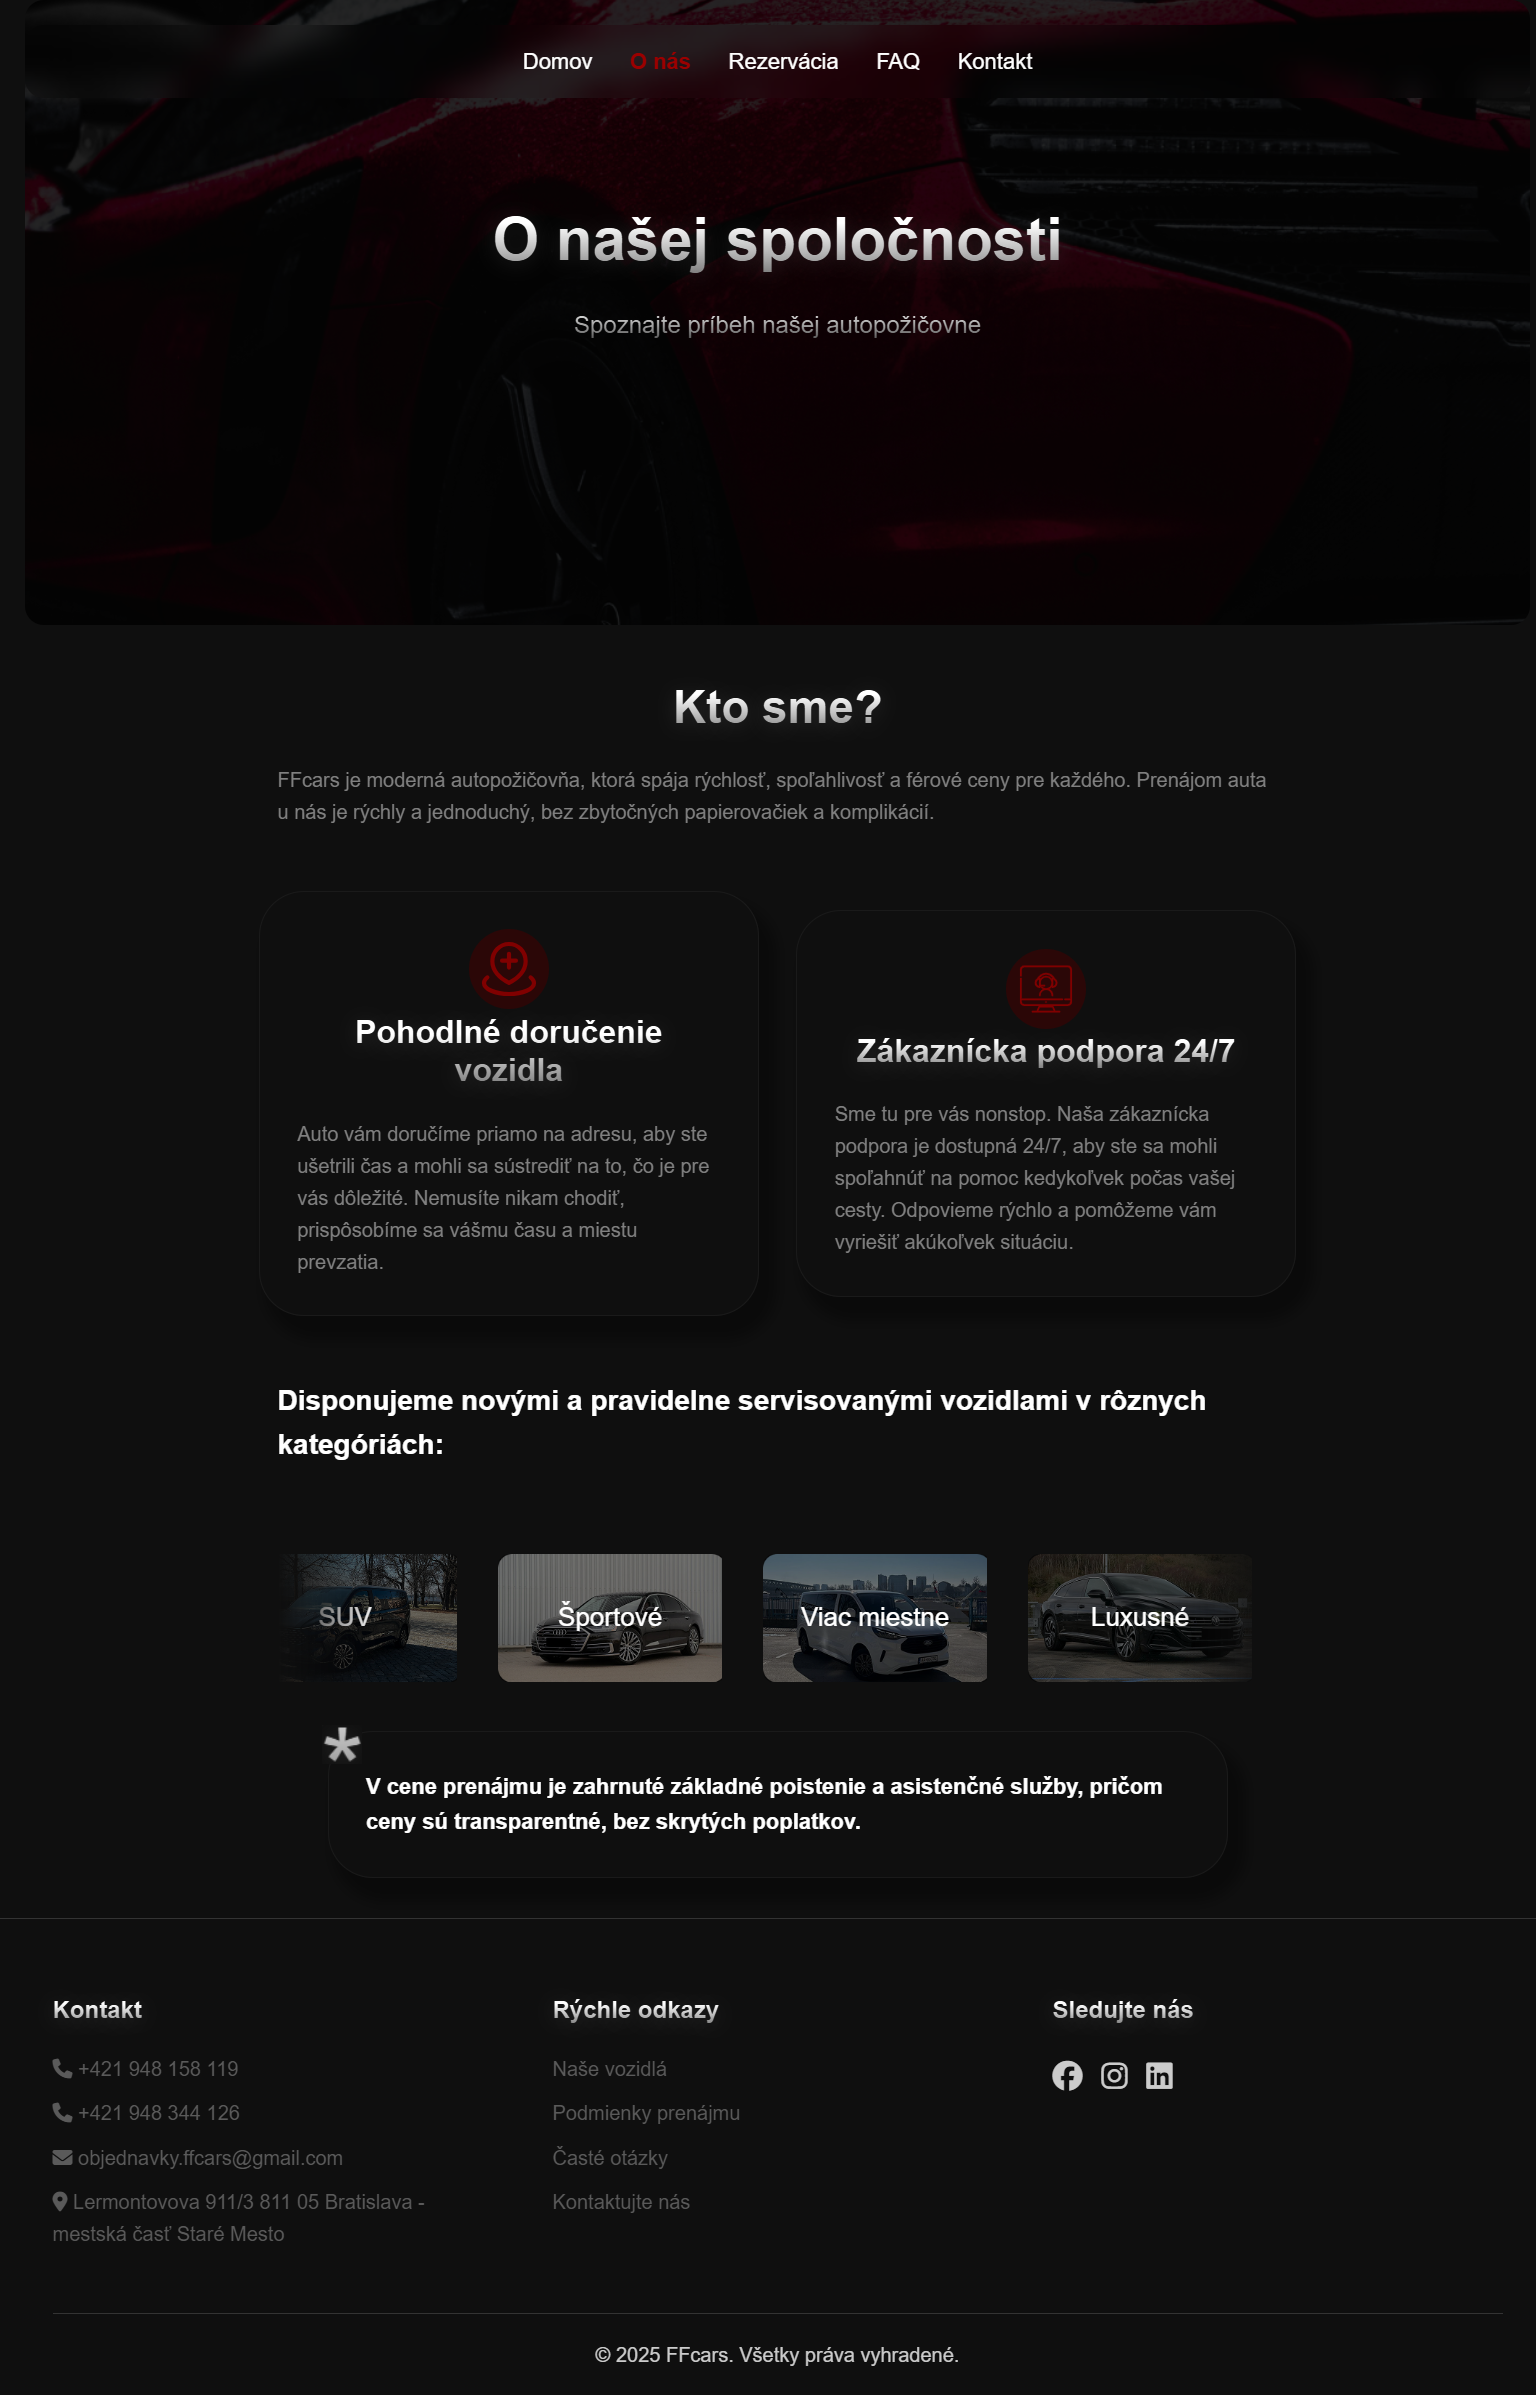 Domov O nás Rezervácia FAQ Kontakt
O našej spoločnosti
Spoznajte príbeh našej autopožičovne
Kto sme?
FFcars je moderná autopožičovňa, ktorá spája rýchlosť, spoľahlivosť a férové ceny pre každého. Prenájom auta
u nás je rýchly a jednoduchý, bez zbytočných papierovačiek a komplikácií.
Pohodlné doručenie
vozidla
Auto vám doručíme priamo na adresu, aby ste
ušetrili čas a mohli sa sústrediť na to, čo je pre
vás dôležité. Nemusíte nikam chodiť,
prispôsobíme sa vášmu času a miestu
prevzatia.
Zákaznícka podpora 24/7
Sme tu pre vás nonstop. Naša zákaznícka
podpora je dostupná 24/7, aby ste sa mohli
spoľahnúť na pomoc kedykoľvek počas vašej
cesty. Odpovieme rýchlo a pomôžeme vám
vyriešiť akúkoľvek situáciu.
Disponujeme novými a pravidelne servisovanými vozidlami v rôznych
kategóriách:
SUV
Športové
Viac miestne
Luxusné
*
V cene prenájmu je zahrnuté základné poistenie a asistenčné služby, pričom
ceny sú transparentné, bez skrytých poplatkov.
Kontakt
+421 948 158 119
+421 948 344 126
objednavky.ffcars@gmail.com
Lermontovova 911/3 811 05 Bratislava -
mestská časť Staré Mesto
Rýchle odkazy
Naše vozidlá
Podmienky prenájmu
Časté otázky
Kontaktujte nás
Sledujte nás
© 2025 FFcars. Všetky práva vyhradené.